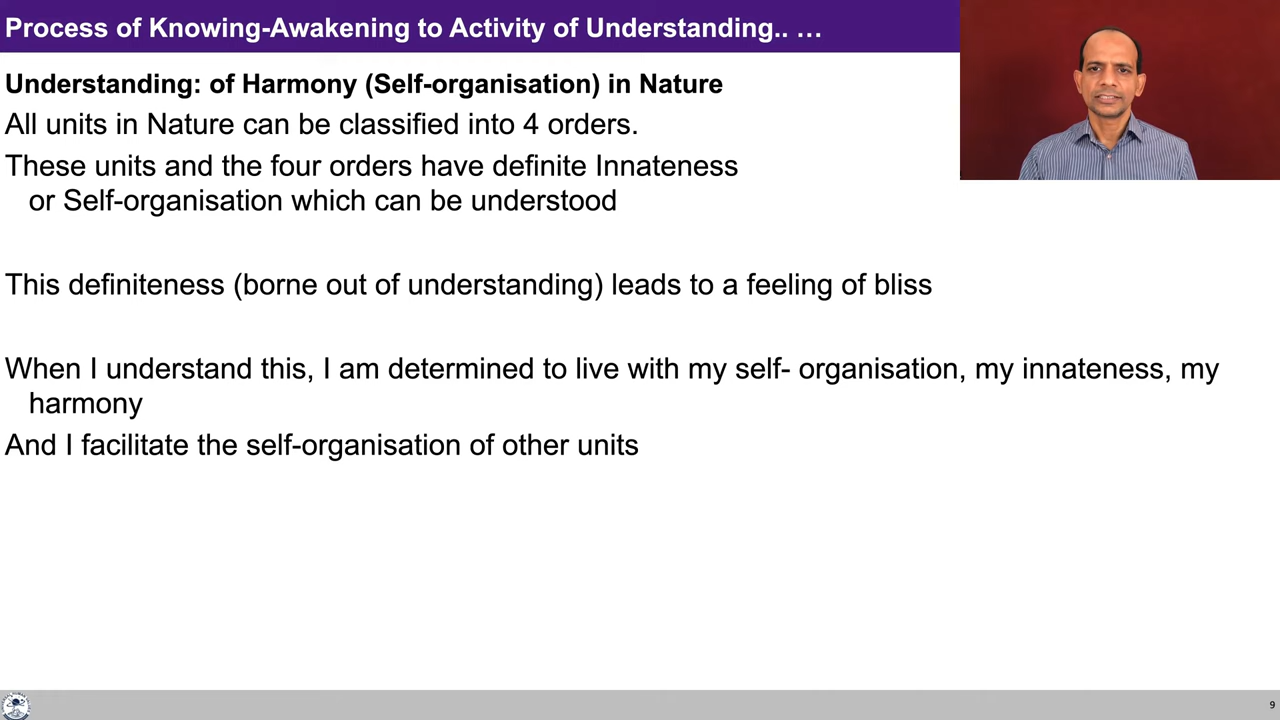 Process of Knowing-Awakening to Activity of Understanding.. …
Understanding: of Harmony (Self-organisation) in Nature
All units in Nature can be classified into 4 orders.
These units and the four orders have definite Innateness
or Self-organisation which can be understood
This definiteness (borne out of understanding) leads to a feeling of bliss
When I understand this, I am determined to live with my self- organisation, my innateness, my
harmony
And I facilitate the self-organisation of other units
9